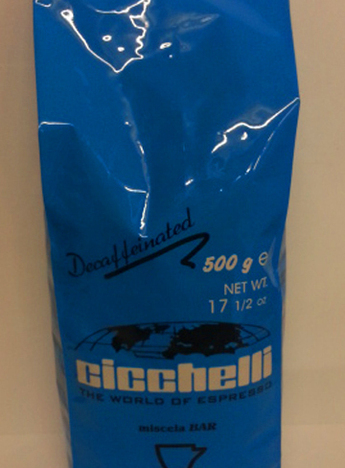 Decaffeinated
500 g e
NET WT.
17 1/2 oz
cicchelli
THE WORLD OF ESPRESSO
miscela BAR